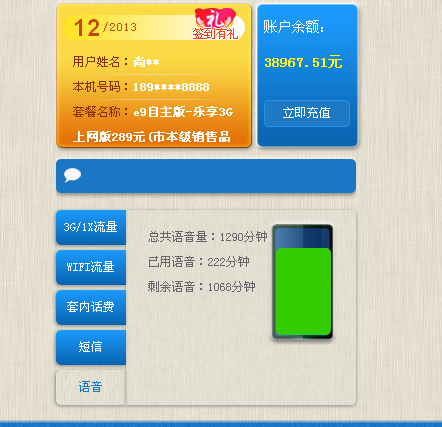 12/2013
签到有礼
用户姓名：尚**
本机号码：189****8888
套餐名称：e9自主版-乐享3G
上网版289元(市本级销售品
账户余额：
38967.51元
立即充值
3G/1X流量
WIFI流量
套内话费
短信
语音
总共语音量：1290分钟
已用语音：222分钟
剩余语音：1068分钟